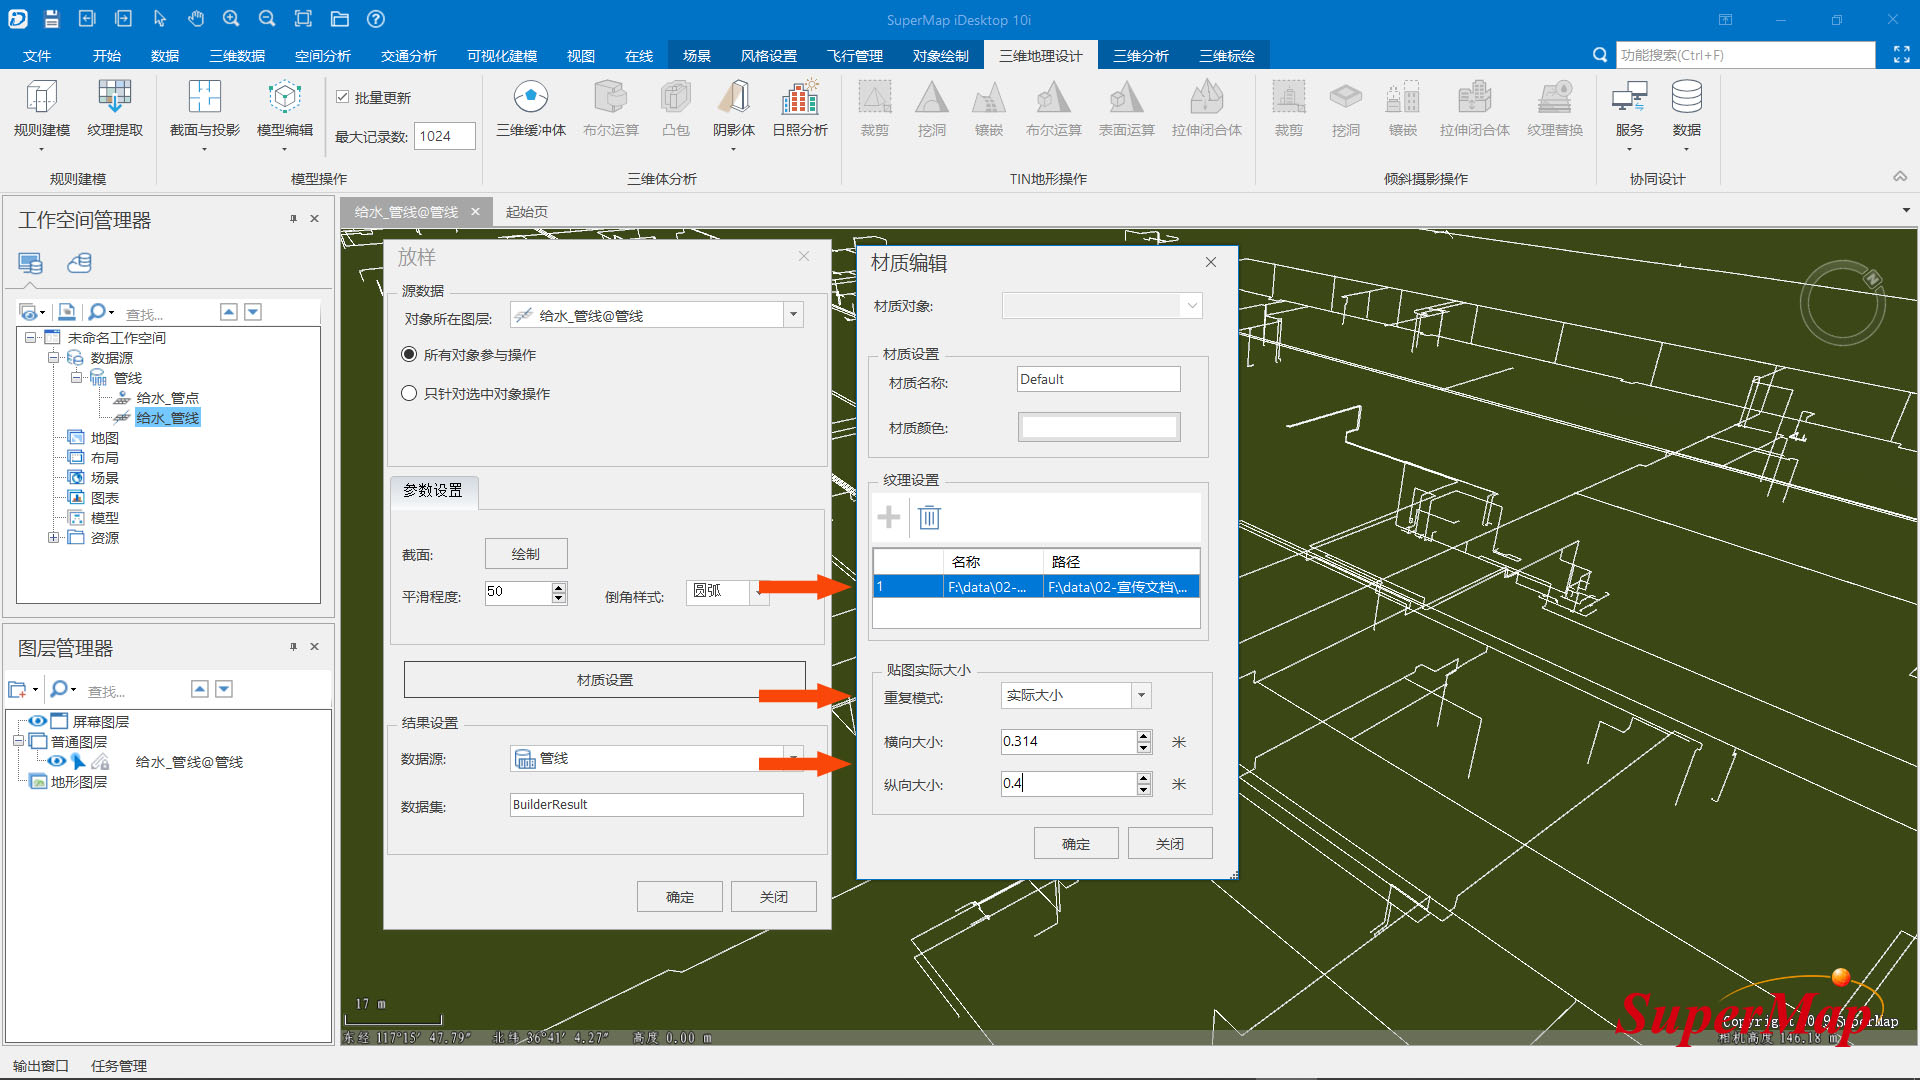 SuperMap iDesktop 10i
文件 开始 数据 三维数据 空间分析 交通分析 可视化建模 视图 在线 场景 风格设置 飞行管理 对象绘制 三维地理设计 三维分析 三维标绘 功能搜索(Ctrl+F)
规则建模 纹理提取 截面与投影 模型编辑 批量更新 最大记录数: 1024 三维缓冲体 布尔运算 凸包 阴影体 日照分析 裁剪 挖洞 镶嵌 布尔运算 表面运算 拉伸闭合体 裁剪 挖洞 镶嵌 拉伸闭合体 纹理替换 服务 数据
规则建模 模型操作 三维体分析 TIN地形操作 倾斜摄影操作 协同设计
工作空间管理器
查找...
未命名工作空间
数据源
管线
给水_管点
给水_管线
地图
布局
场景
图表
模型
资源
图层管理器
查找...
屏幕图层
普通图层
给水_管线@管线
地形图层
给水_管线@管线 起始页
放样
源数据
对象所在图层: 给水_管线@管线
所有对象参与操作
只针对选中对象操作
参数设置
截面: 绘制
平滑程度: 50 倒角样式: 圆弧
材质设置
结果设置
数据源: 管线
数据集: BuilderResult
确定 关闭
材质编辑
材质对象:
材质设置
材质名称: Default
材质颜色:
纹理设置
名称 路径
1 F:\data\02-... F:\data\02-宣传文档\...
贴图实际大小
重复模式: 实际大小
横向大小: 0.314 米
纵向大小: 0.4 米
确定 关闭
N
17 m
东经 117°15′ 47.79″ 北纬 36°41′ 4.27″ 高度 0.00 m
SuperMap
相机高度 146.18 m
输出窗口 任务管理